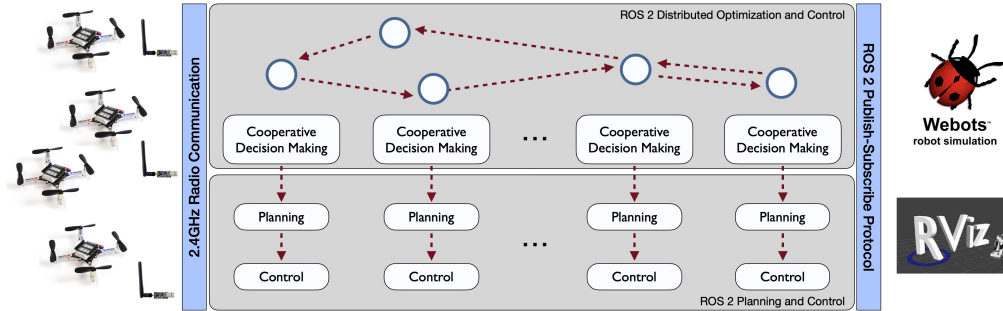 2.4GHz Radio Communication
ROS 2 Distributed Optimization and Control
Cooperative
Decision Making
Cooperative
Decision Making
...
Cooperative
Decision Making
Cooperative
Decision Making
Planning
Planning
Planning
Planning
...
Control
Control
Control
Control
ROS 2 Planning and Control
ROS 2 Publish-Subscribe Protocol
Webots™
robot simulation
RViz